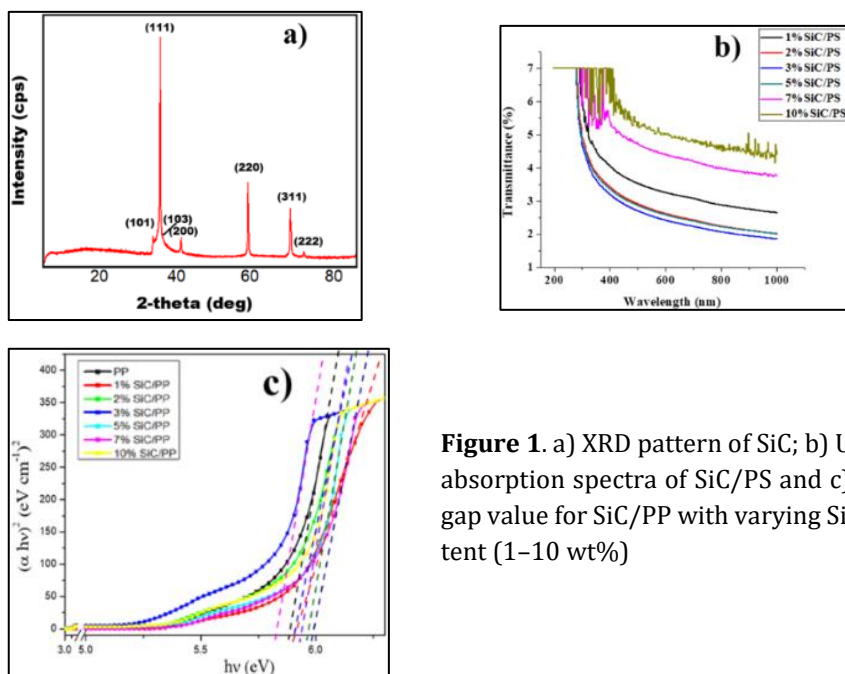 a)
(111)
(220)
(311)
(101)
(103)
(200)
(222)
Intensity (cps)
20 40 60 80
2-theta (deg)
b)
1% SiC/PS
2% SiC/PS
3% SiC/PS
5% SiC/PS
7% SiC/PS
10% SiC/PS
7
6
5
4
3
2
1
Transmittance (%)
200 400 600 800 1000
Wavelength (nm)
c)
PP
1% SiC/PP
2% SiC/PP
3% SiC/PP
5% SiC/PP
7% SiC/PP
10% SiC/PP
400
350
300
250
200
150
100
50
0
(α hν)² (eV cm⁻¹)²
3.0 5.0 5.5 6.0
hν (eV)
Figure 1. a) XRD pattern of SiC; b) U
absorption spectra of SiC/PS and c)
gap value for SiC/PP with varying Si
tent (1–10 wt%)